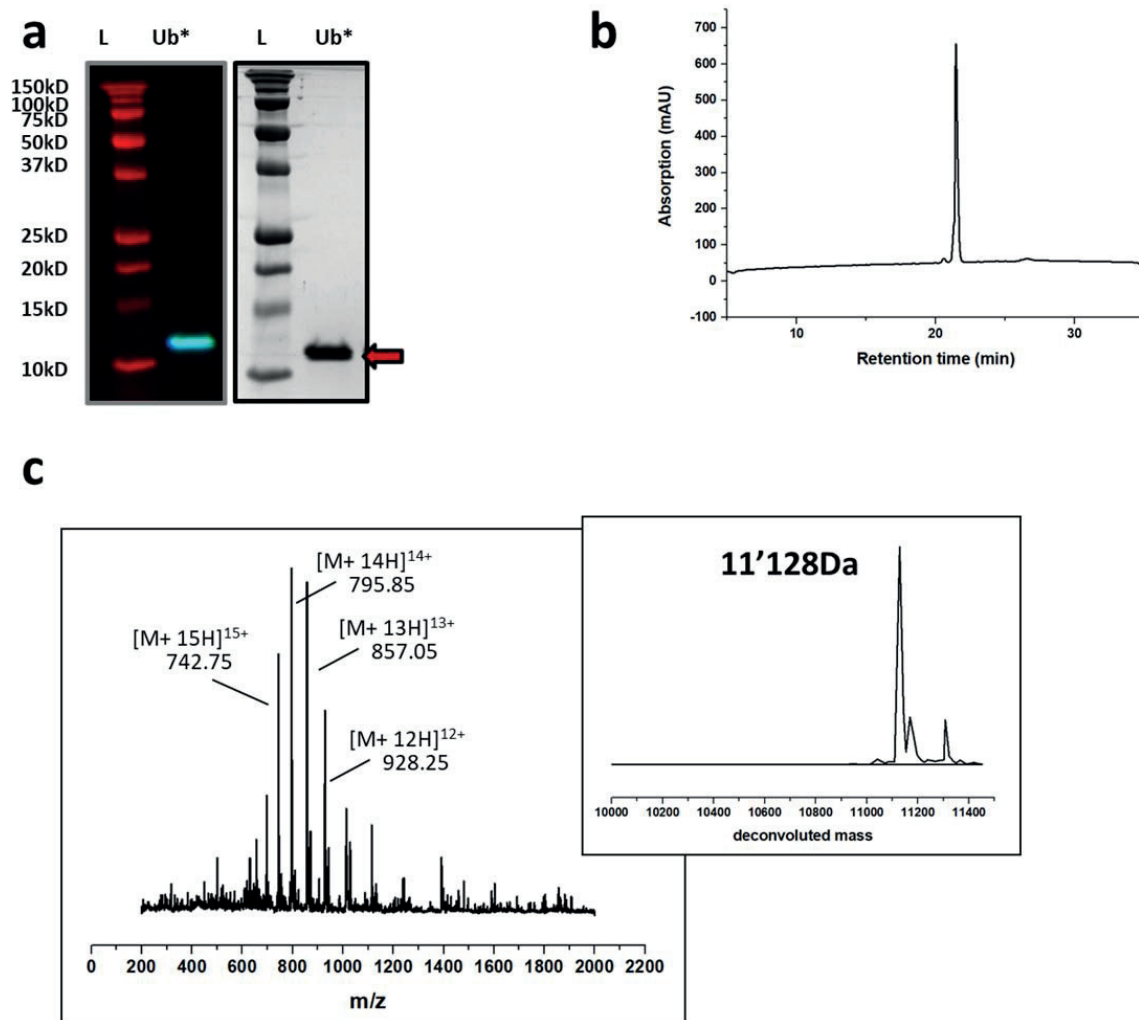 a
L Ub* L Ub*
150kD
100kD
75kD
50kD
37kD
25kD
20kD
15kD
10kD
b
700
600
500
400
300
200
100
0
-100
Absorption (mAU)
10 20 30
Retention time (min)
c
[M+ 14H]14+
795.85
[M+ 15H]15+
742.75
[M+ 13H]13+
857.05
[M+ 12H]12+
928.25
0 200 400 600 800 1000 1200 1400 1600 1800 2000 2200
m/z
11’128Da
10000 10200 10400 10600 10800 11000 11200 11400
deconvoluted mass